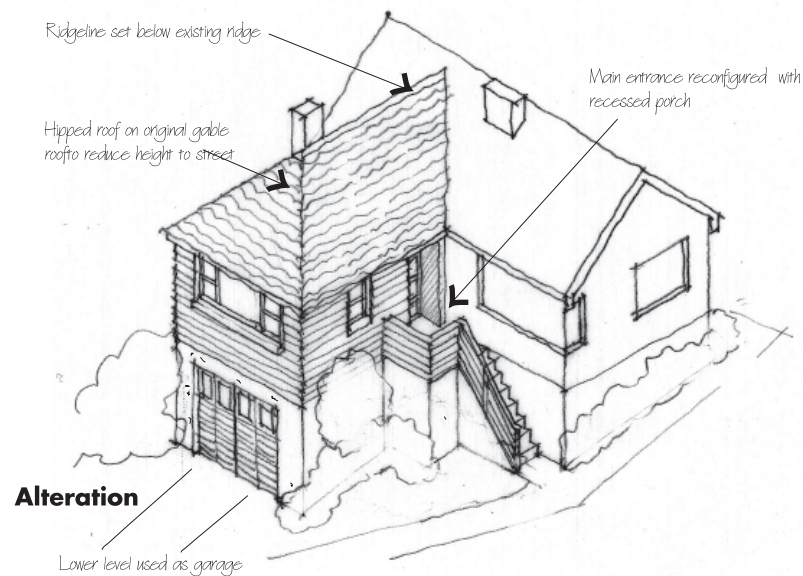 Ridgeline set below existing ridge
Main entrance reconfigured with
recessed porch
Hipped roof on original gable
roofto reduce height to street
Alteration
Lower level used as garage